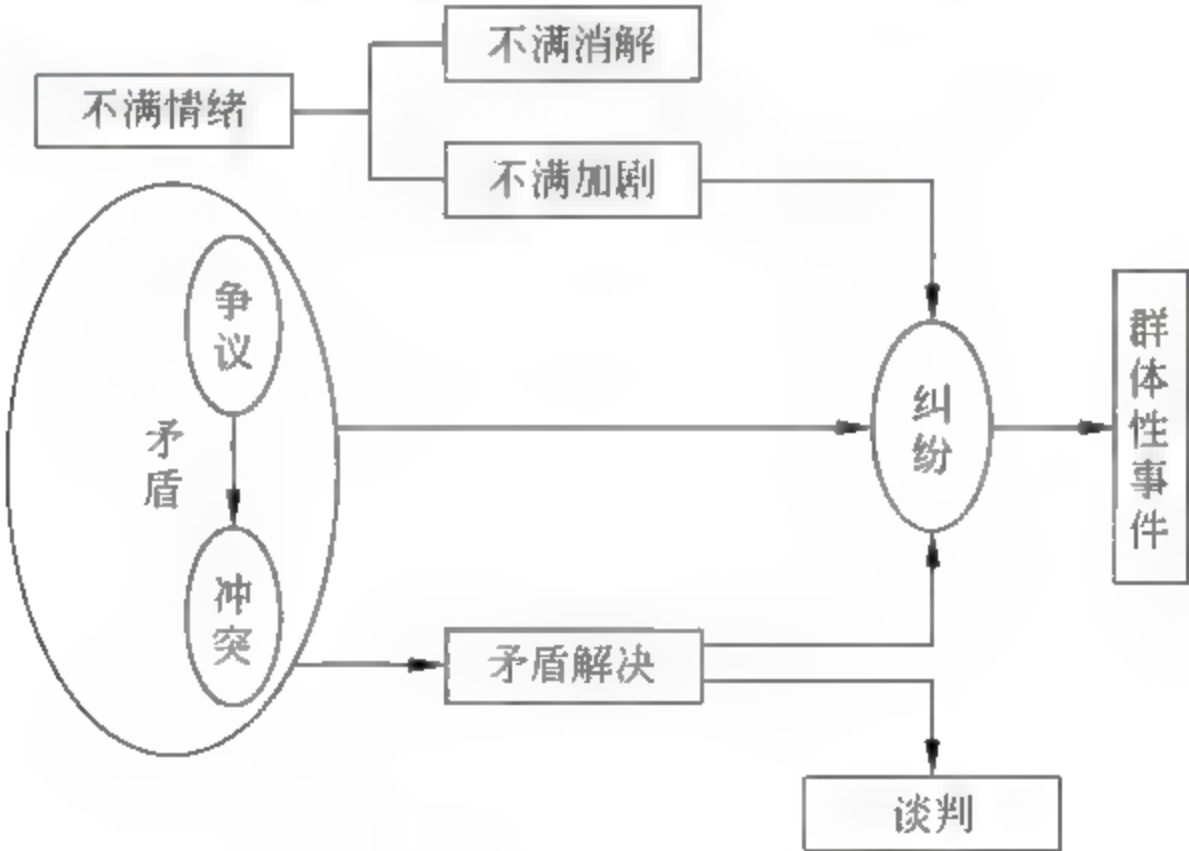 不满消解
不满情绪
不满加剧
争议
矛盾
冲突
纠纷
群体性事件
矛盾解决
谈判